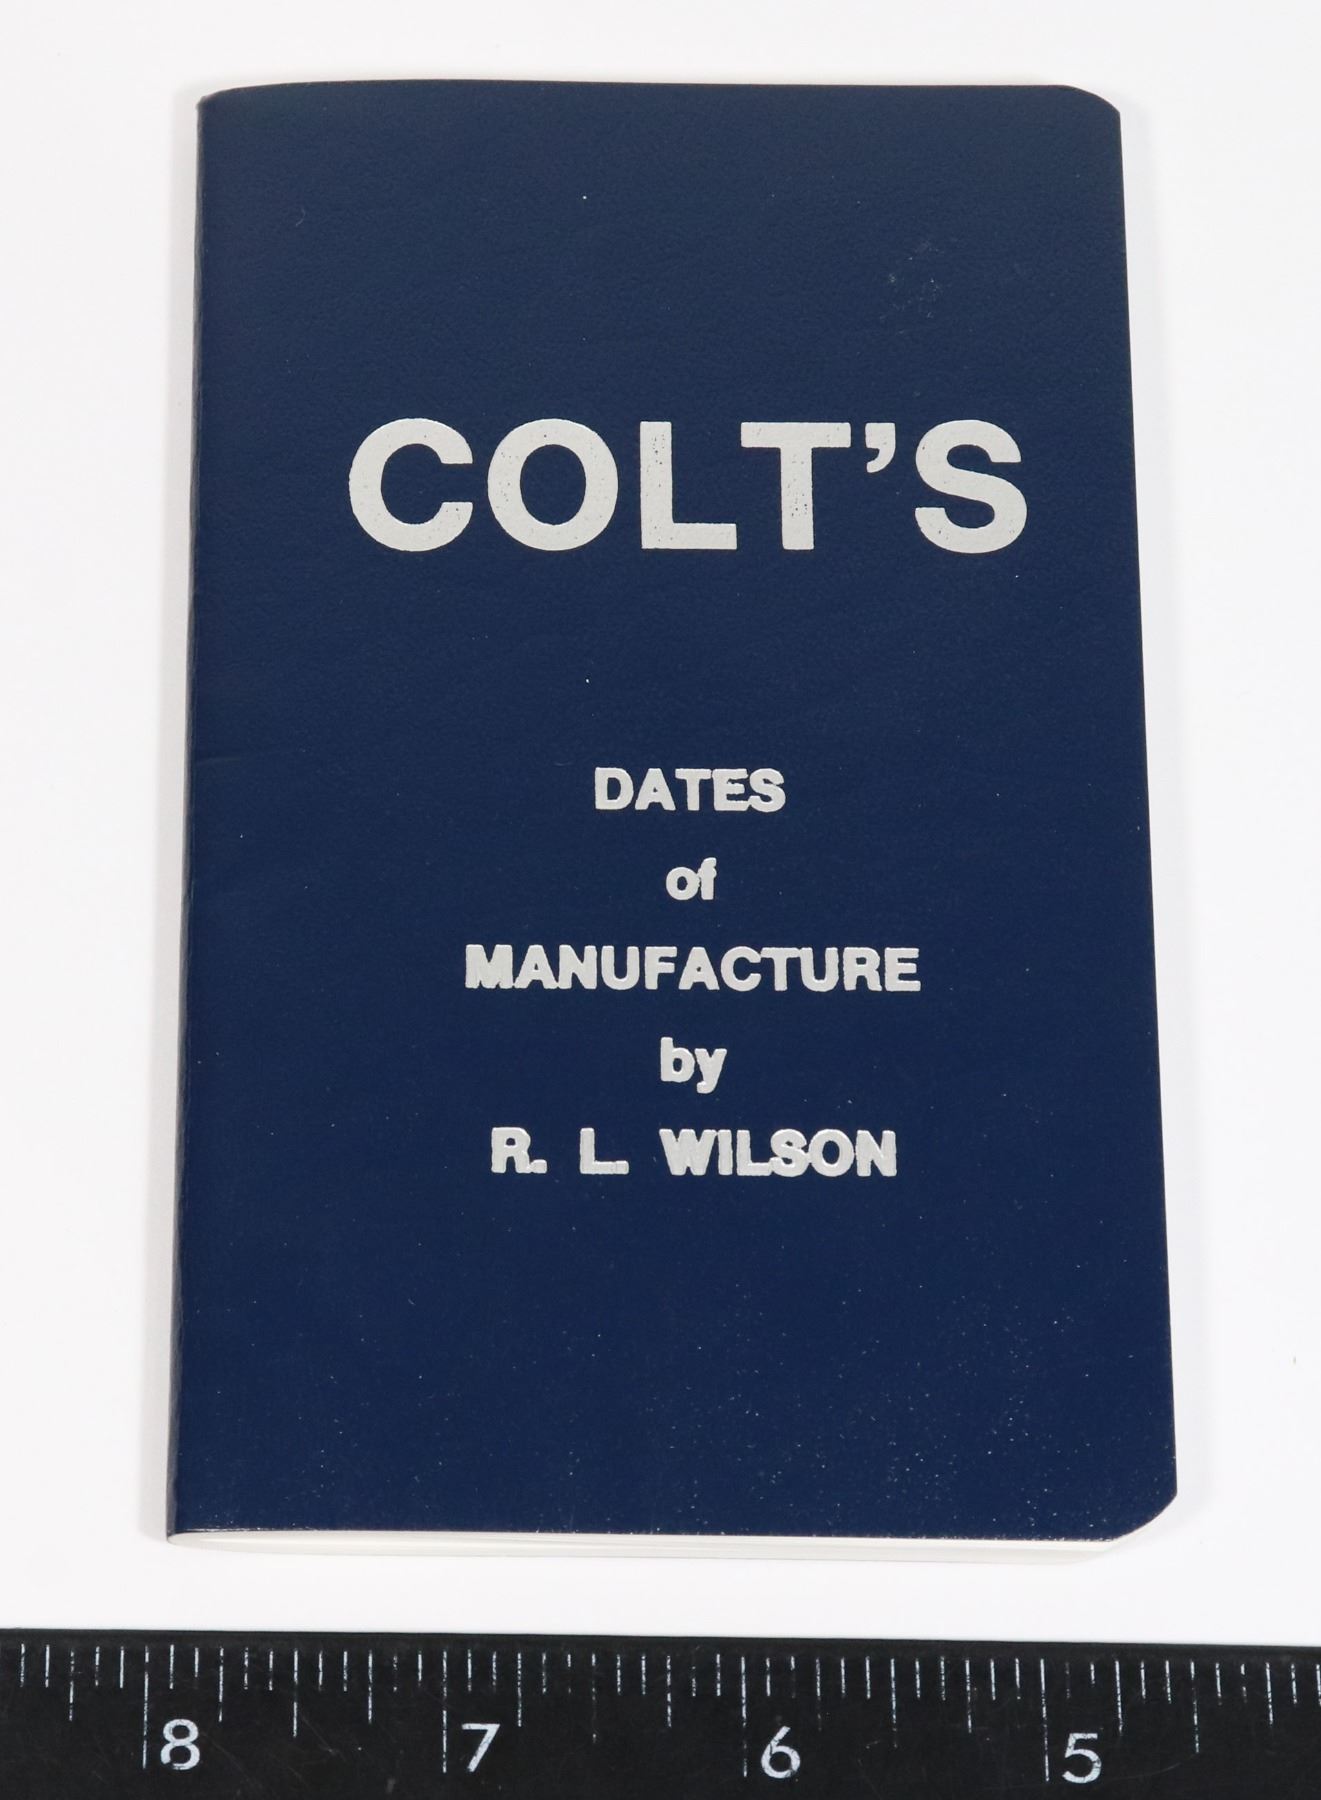 COLT'S
DATES
of
MANUFACTURE
by
R. L. WILSON
8 7 6 5